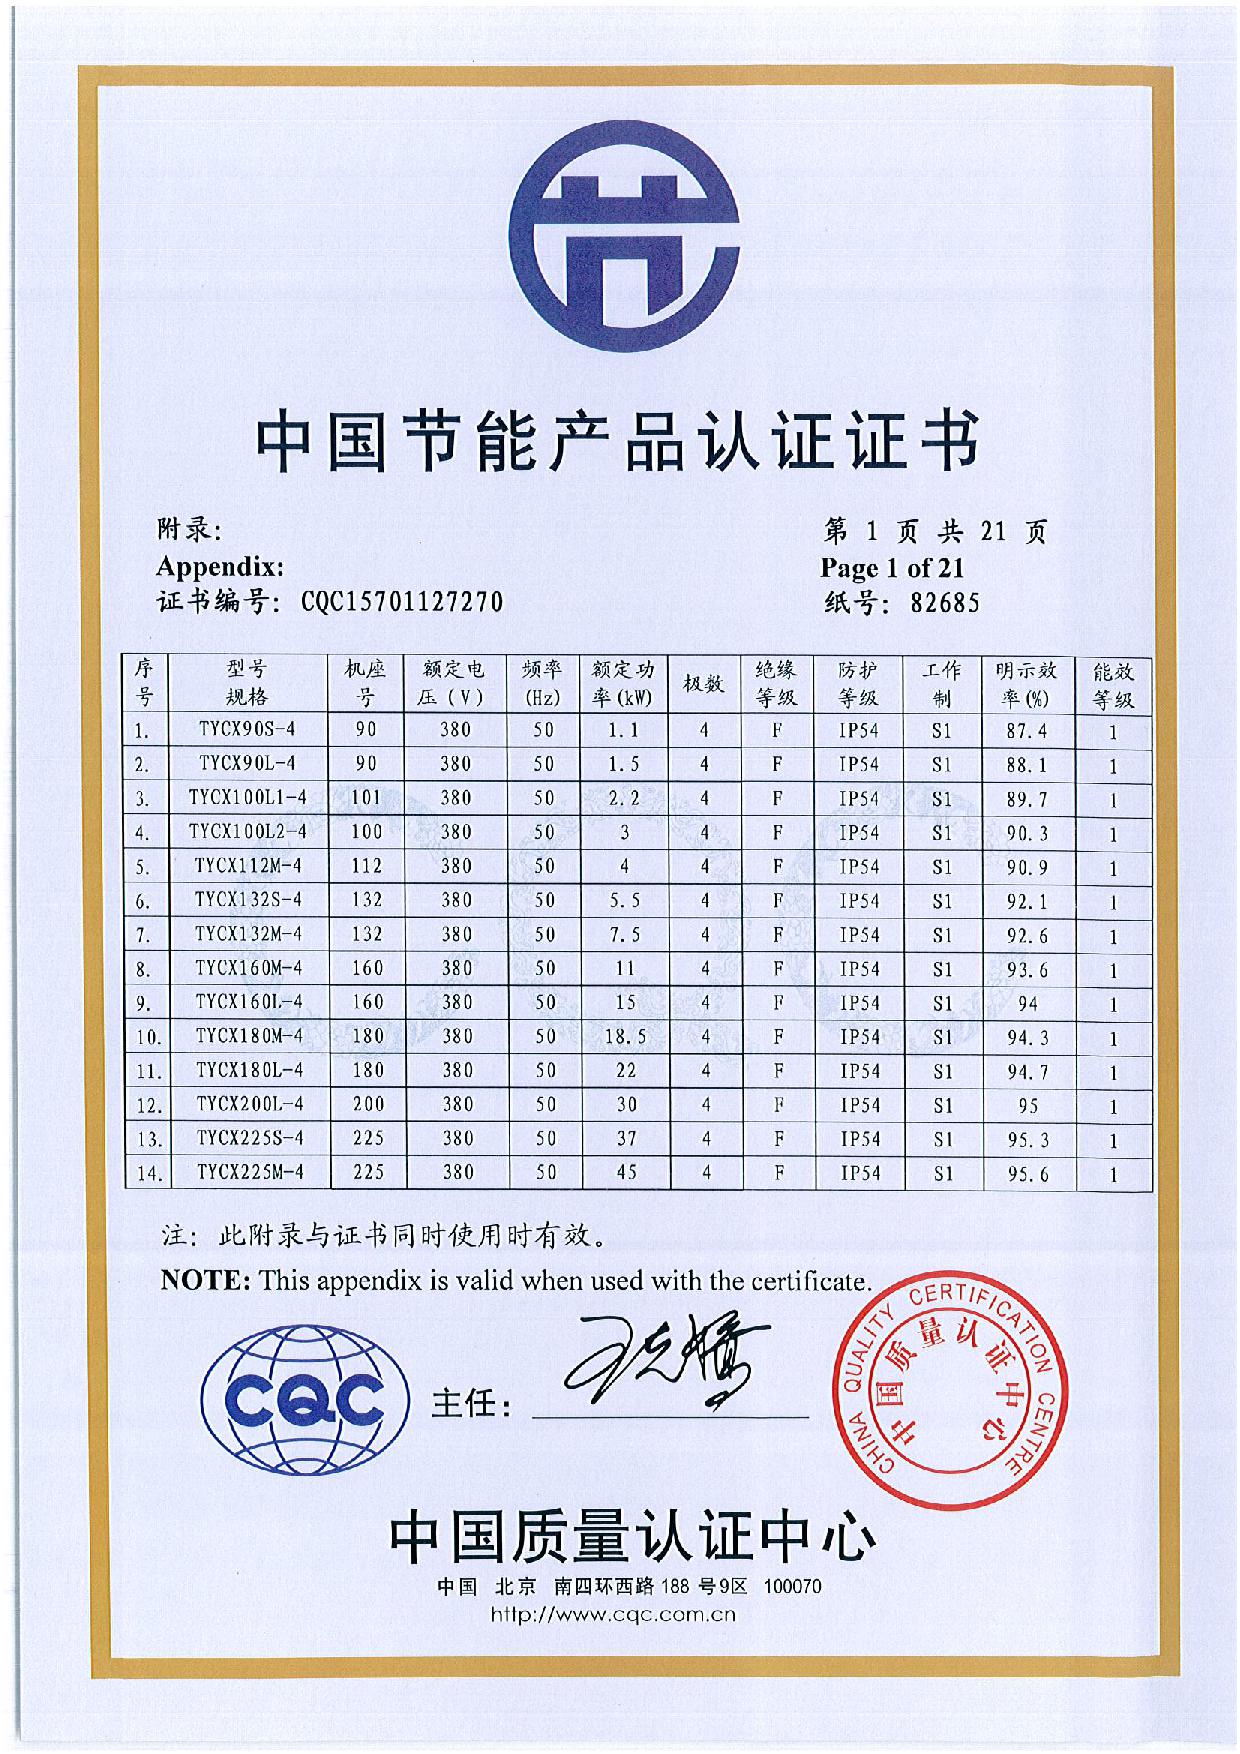 中国节能产品认证证书
附录:
第 1 页 共 21 页
Appendix:
Page 1 of 21
证书编号: CQC15701127270
纸号: 82685
序号 型号规格 机座号 额定电压(V) 频率(Hz) 额定功率(kW) 极数 绝缘等级 防护等级 工作制 明示效率(%) 能效等级
1. TYCX90S-4 90 380 50 1.1 4 F IP54 S1 87.4 1
2. TYCX90L-4 90 380 50 1.5 4 F IP54 S1 88.1 1
3. TYCX100L1-4 101 380 50 2.2 4 F IP54 S1 89.7 1
4. TYCX100L2-4 100 380 50 3 4 F IP54 S1 90.3 1
5. TYCX112M-4 112 380 50 4 4 F IP54 S1 90.9 1
6. TYCX132S-4 132 380 50 5.5 4 F IP54 S1 92.1 1
7. TYCX132M-4 132 380 50 7.5 4 F IP54 S1 92.6 1
8. TYCX160M-4 160 380 50 11 4 F IP54 S1 93.6 1
9. TYCX160L-4 160 380 50 15 4 F IP54 S1 94 1
10. TYCX180M-4 180 380 50 18.5 4 F IP54 S1 94.3 1
11. TYCX180L-4 180 380 50 22 4 F IP54 S1 94.7 1
12. TYCX200L-4 200 380 50 30 4 F IP54 S1 95 1
13. TYCX225S-4 225 380 50 37 4 F IP54 S1 95.3 1
14. TYCX225M-4 225 380 50 45 4 F IP54 S1 95.6 1
注: 此附录与证书同时使用时有效。
NOTE: This appendix is valid when used with the certificate.
CQC
主任:
CHINA QUALITY CERTIFICATION CENTRE
中国质量认证中心
中国质量认证中心
中国 北京 南四环西路 188 号9区 100070
http://www.cqc.com.cn